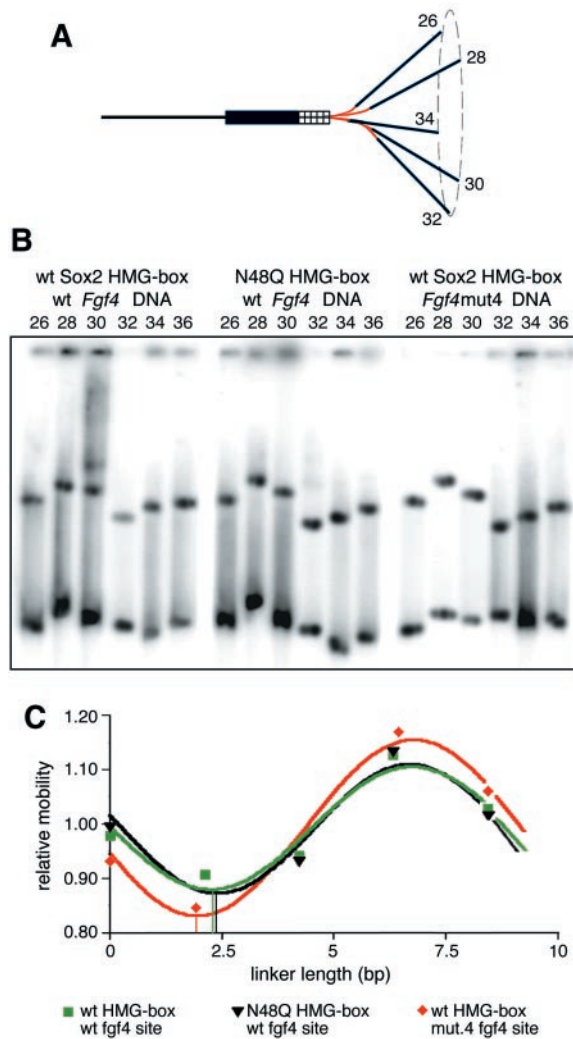 A
26
28
34
30
32
B
wt Sox2 HMG-box N48Q HMG-box wt Sox2 HMG-box
wt Fgf4 DNA wt Fgf4 DNA Fgf4mut4 DNA
26 28 30 32 34 36 26 28 30 32 34 36 26 28 30 32 34 36
C
1.20
1.10
1.00
0.90
0.80
relative mobility
0 2.5 5 7.5 10
linker length (bp)
wt HMG-box N48Q HMG-box wt HMG-box
wt fgf4 site wt fgf4 site mut.4 fgf4 site